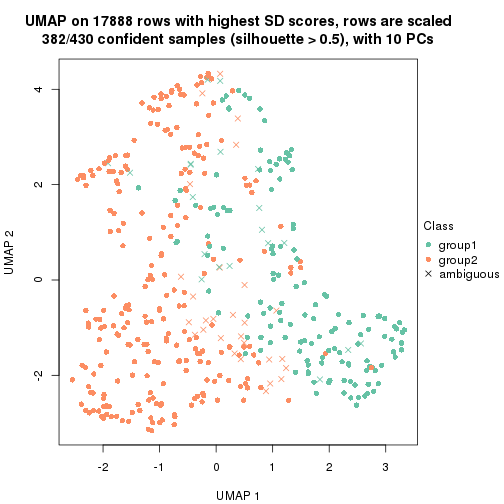 UMAP on 17888 rows with highest SD scores, rows are scaled
382/430 confident samples (silhouette > 0.5), with 10 PCs
4
2
0
-2
UMAP 2
-2
-1
0
1
2
3
UMAP 1
Class
group1
group2
ambiguous